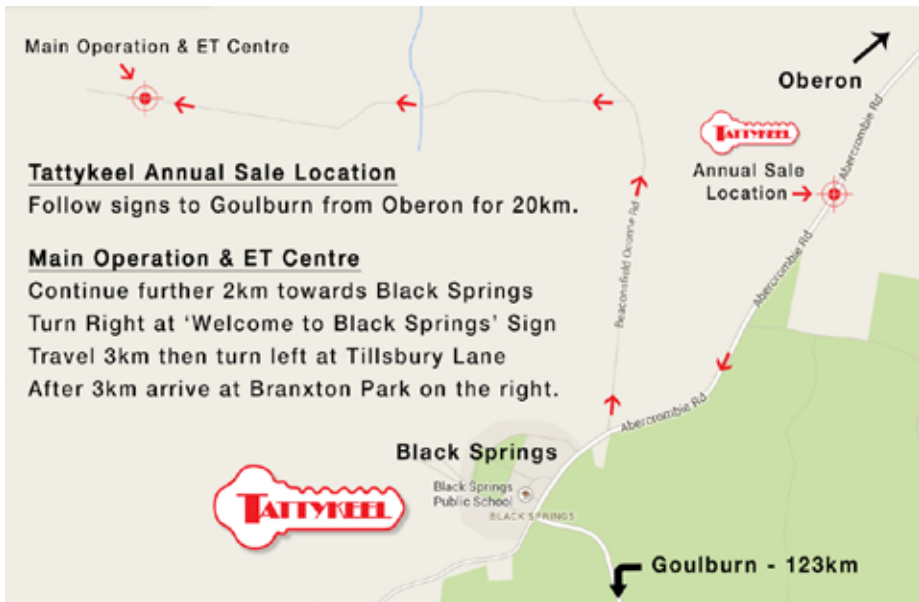 Main Operation & ET Centre
Oberon
Abercrombie Rd
TATTYKEEL
Annual Sale
Location
Tattykeel Annual Sale Location
Follow signs to Goulburn from Oberon for 20km.
Beaconsfield Oconne Rd
Abercrombie Rd
Main Operation & ET Centre
Continue further 2km towards Black Springs
Turn Right at ‘Welcome to Black Springs’ Sign
Travel 3km then turn left at Tillsbury Lane
After 3km arrive at Branxton Park on the right.
Abercrombie Rd
Black Springs
Black Springs
Public School
BLACK SPRINGS
TATTYKEEL
Goulburn - 123km